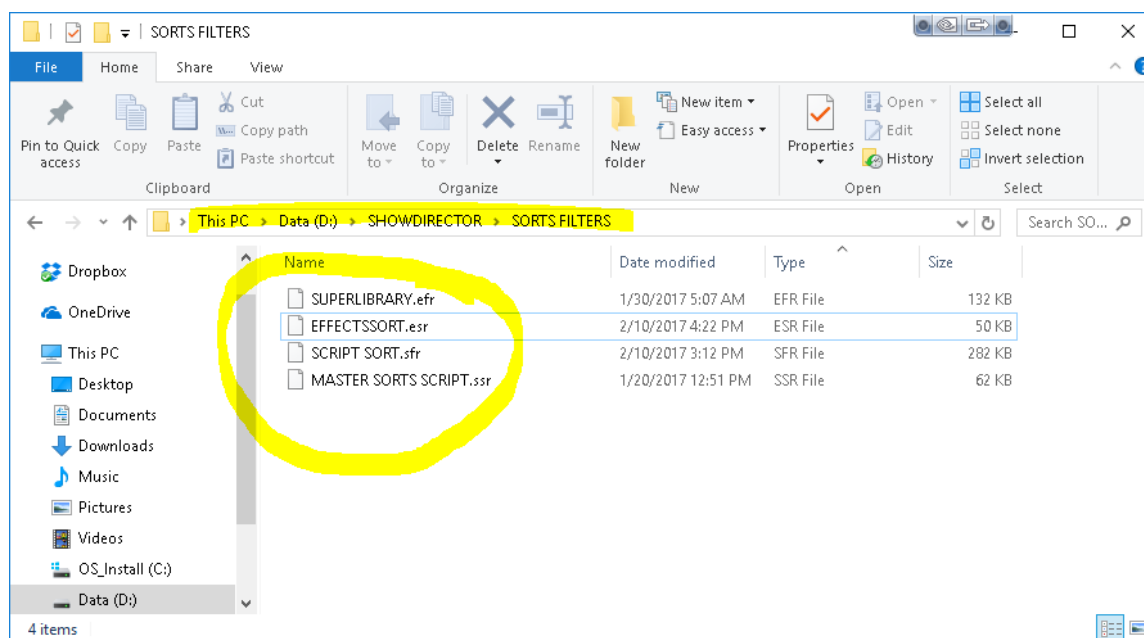 SORTS FILTERS
File Home Share View
Pin to Quick access
Copy
Paste
Cut
Copy path
Paste shortcut
Clipboard
Move to
Copy to
Delete
Rename
Organize
New folder
New item
Easy access
New
Properties
Open
Edit
History
Open
Select all
Select none
Invert selection
Select
This PC > Data (D:) > SHOWDIRECTOR > SORTS FILTERS
Search SO...
Name Date modified Type Size
Dropbox
OneDrive
This PC
Desktop
Documents
Downloads
Music
Pictures
Videos
OS_Install (C:)
Data (D:)
SUPERLIBRARY.efr 1/30/2017 5:07 AM EFR File 132 KB
EFFECTSSORT.esr 2/10/2017 4:22 PM ESR File 50 KB
SCRIPT SORT.sfr 2/10/2017 3:12 PM SFR File 282 KB
MASTER SORTS SCRIPT.ssr 1/20/2017 12:51 PM SSR File 62 KB
4 items